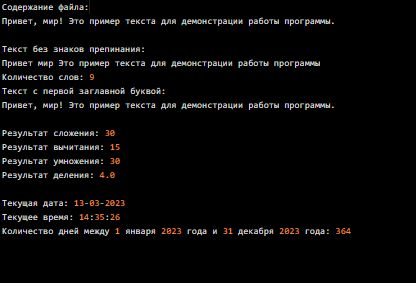 Содержание файла:
Привет, мир! Это пример текста для демонстрации работы программы.
Текст без знаков препинания:
Привет мир Это пример текста для демонстрации работы программы
Количество слов: 9
Текст с первой заглавной буквой:
Привет, мир! Это пример текста для демонстрации работы программы.
Результат сложения: 30
Результат вычитания: 15
Результат умножения: 30
Результат деления: 4.0
Текущая дата: 13-03-2023
Текущее время: 14:35:26
Количество дней между 1 января 2023 года и 31 декабря 2023 года: 364